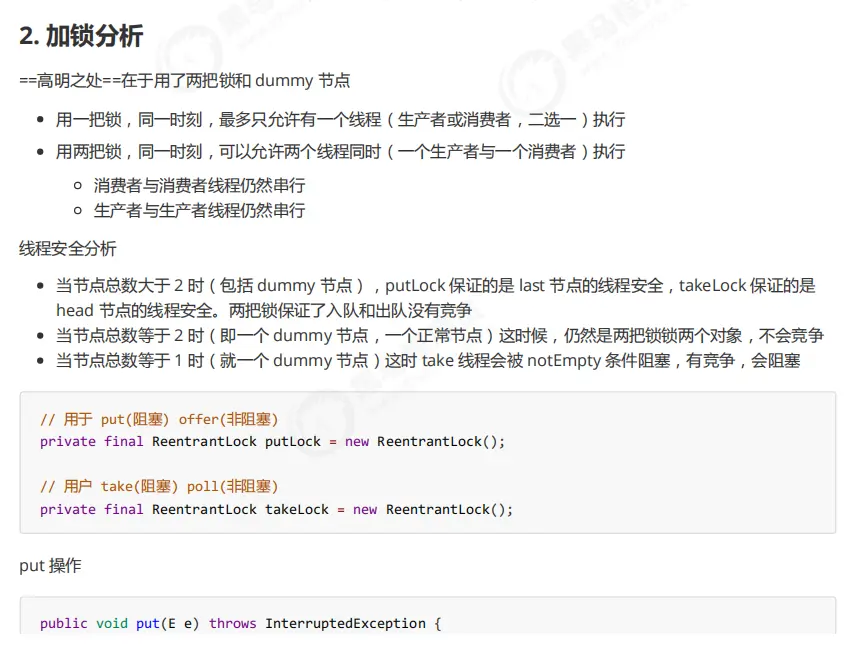 2. 加锁分析
==高明之处==在于用了两把锁和 dummy 节点
• 用一把锁，同一时刻，最多只允许有一个线程（生产者或消费者，二选一）执行
• 用两把锁，同一时刻，可以允许两个线程同时（一个生产者与一个消费者）执行
○ 消费者与消费者线程仍然串行
○ 生产者与生产者线程仍然串行
线程安全分析
• 当节点总数大于 2 时（包括 dummy 节点），putLock 保证的是 last 节点的线程安全，takeLock 保证的是
head 节点的线程安全。两把锁保证了入队和出队没有竞争
• 当节点总数等于 2 时（即一个 dummy 节点，一个正常节点）这时候，仍然是两把锁锁两个对象，不会竞争
• 当节点总数等于 1 时（就一个 dummy 节点）这时 take 线程会被 notEmpty 条件阻塞，有竞争，会阻塞
// 用于 put(阻塞) offer(非阻塞)
private final ReentrantLock putLock = new ReentrantLock();
// 用户 take(阻塞) poll(非阻塞)
private final ReentrantLock takeLock = new ReentrantLock();
put 操作
public void put(E e) throws InterruptedException {